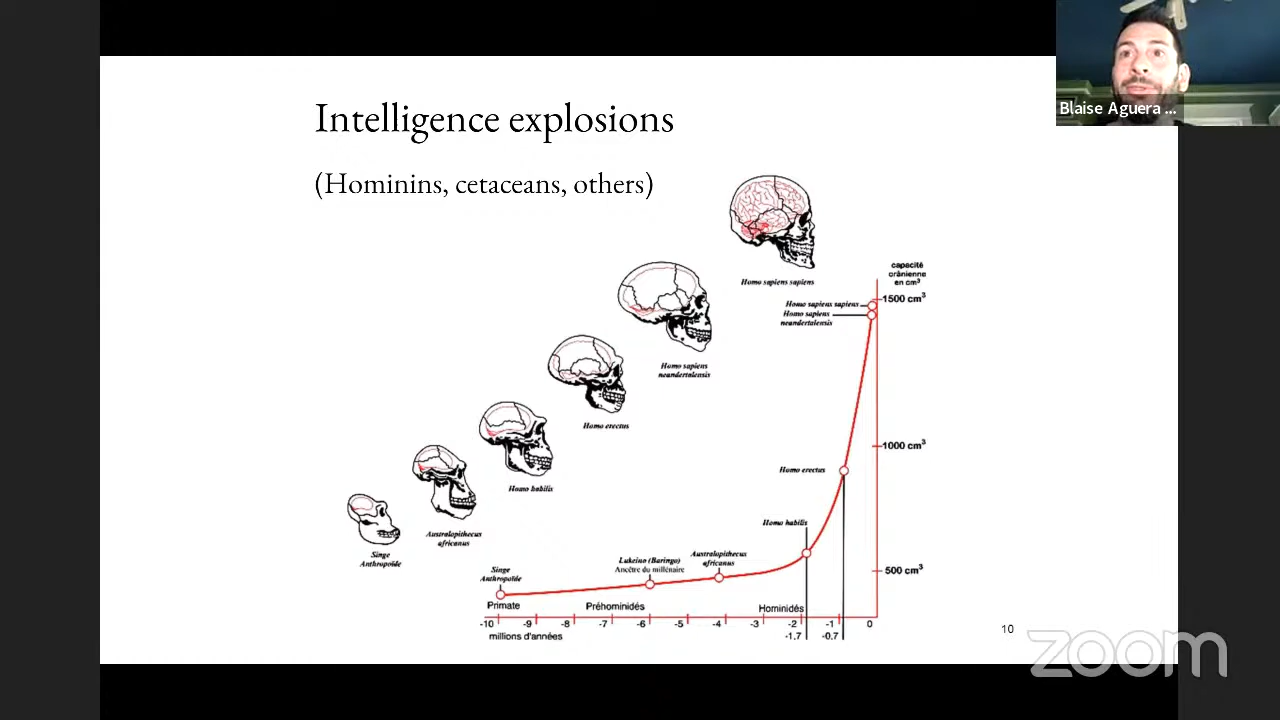 Blaise Aguera ...
Intelligence explosions
(Hominins, cetaceans, others)
Homo sapiens sapiens
Homo sapiens
neandertalensis
Homo erectus
Homo habilis
Australopithecus
africanus
Singe
Anthropoïde
capacité
crânienne
en cm³
1500 cm³
Homo sapiens sapiens
Homo sapiens
neandertalensis
1000 cm³
Homo erectus
Homo habilis
500 cm³
Lukeino (Baringo)
Ancêtre du millénaire
Australopithecus
africanus
Singe
Anthropoïde
Primate
Préhominidés
Hominidés
-10 -9 -8 -7 -6 -5 -4 -3 -2 -1 0
millions d'années
-1.7 -0.7
10
zoom